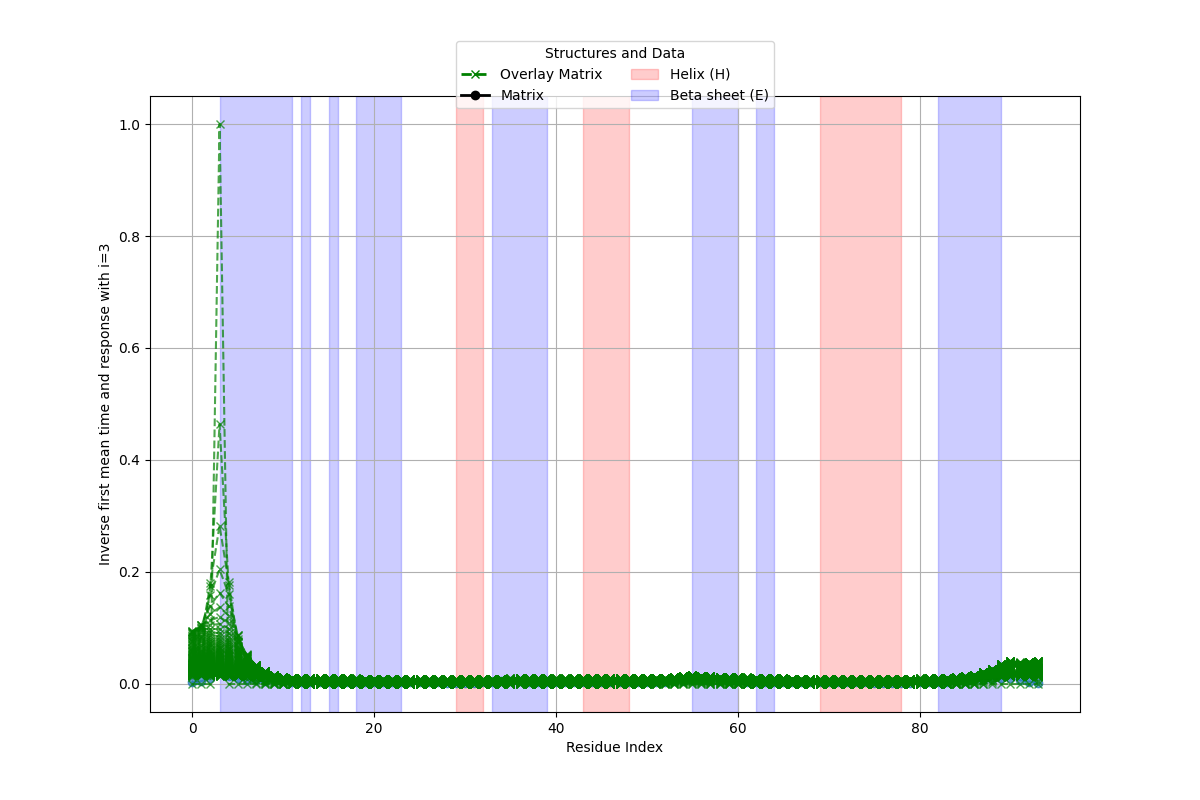 Structures and Data
Overlay Matrix
Matrix
Helix (H)
Beta sheet (E)
Inverse first mean time and response with i=3
1.0
0.8
0.6
0.4
0.2
0.0
0 20 40 60 80
Residue Index